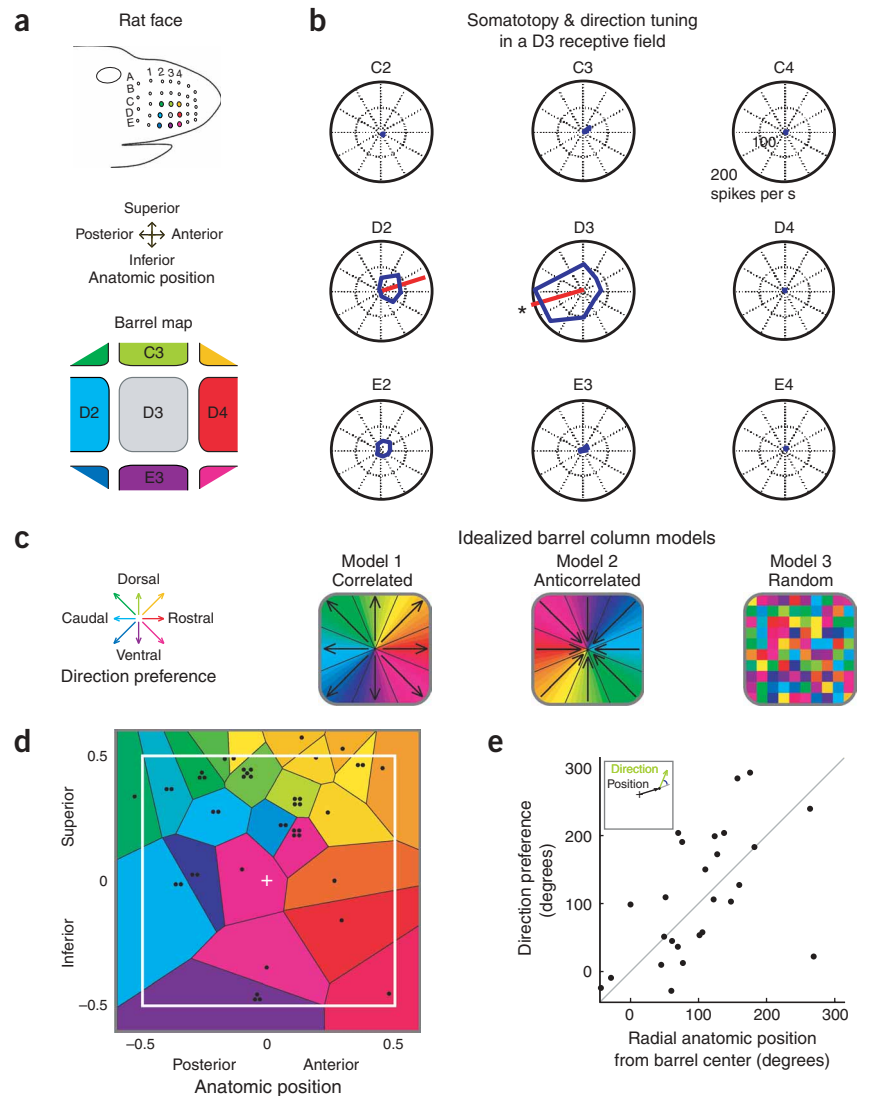 a
Rat face
1 2 3 4
A
B
C
D
E
Superior
Posterior Anterior
Inferior
Anatomic position
Barrel map
C3
D2 D3 D4
E3
b
Somatotopy & direction tuning
in a D3 receptive field
C2 C3 C4
100
200
spikes per s
D2 D3 D4
*
E2 E3 E4
c
Idealized barrel column models
Dorsal
Caudal Rostral
Ventral
Direction preference
Model 1
Correlated
Model 2
Anticorrelated
Model 3
Random
d
0.5
0
–0.5
Superior
Inferior
–0.5 0 0.5
Posterior Anterior
Anatomic position
e
Direction
Position
300
200
100
0
Direction preference
(degrees)
0 100 200 300
Radial anatomic position
from barrel center (degrees)